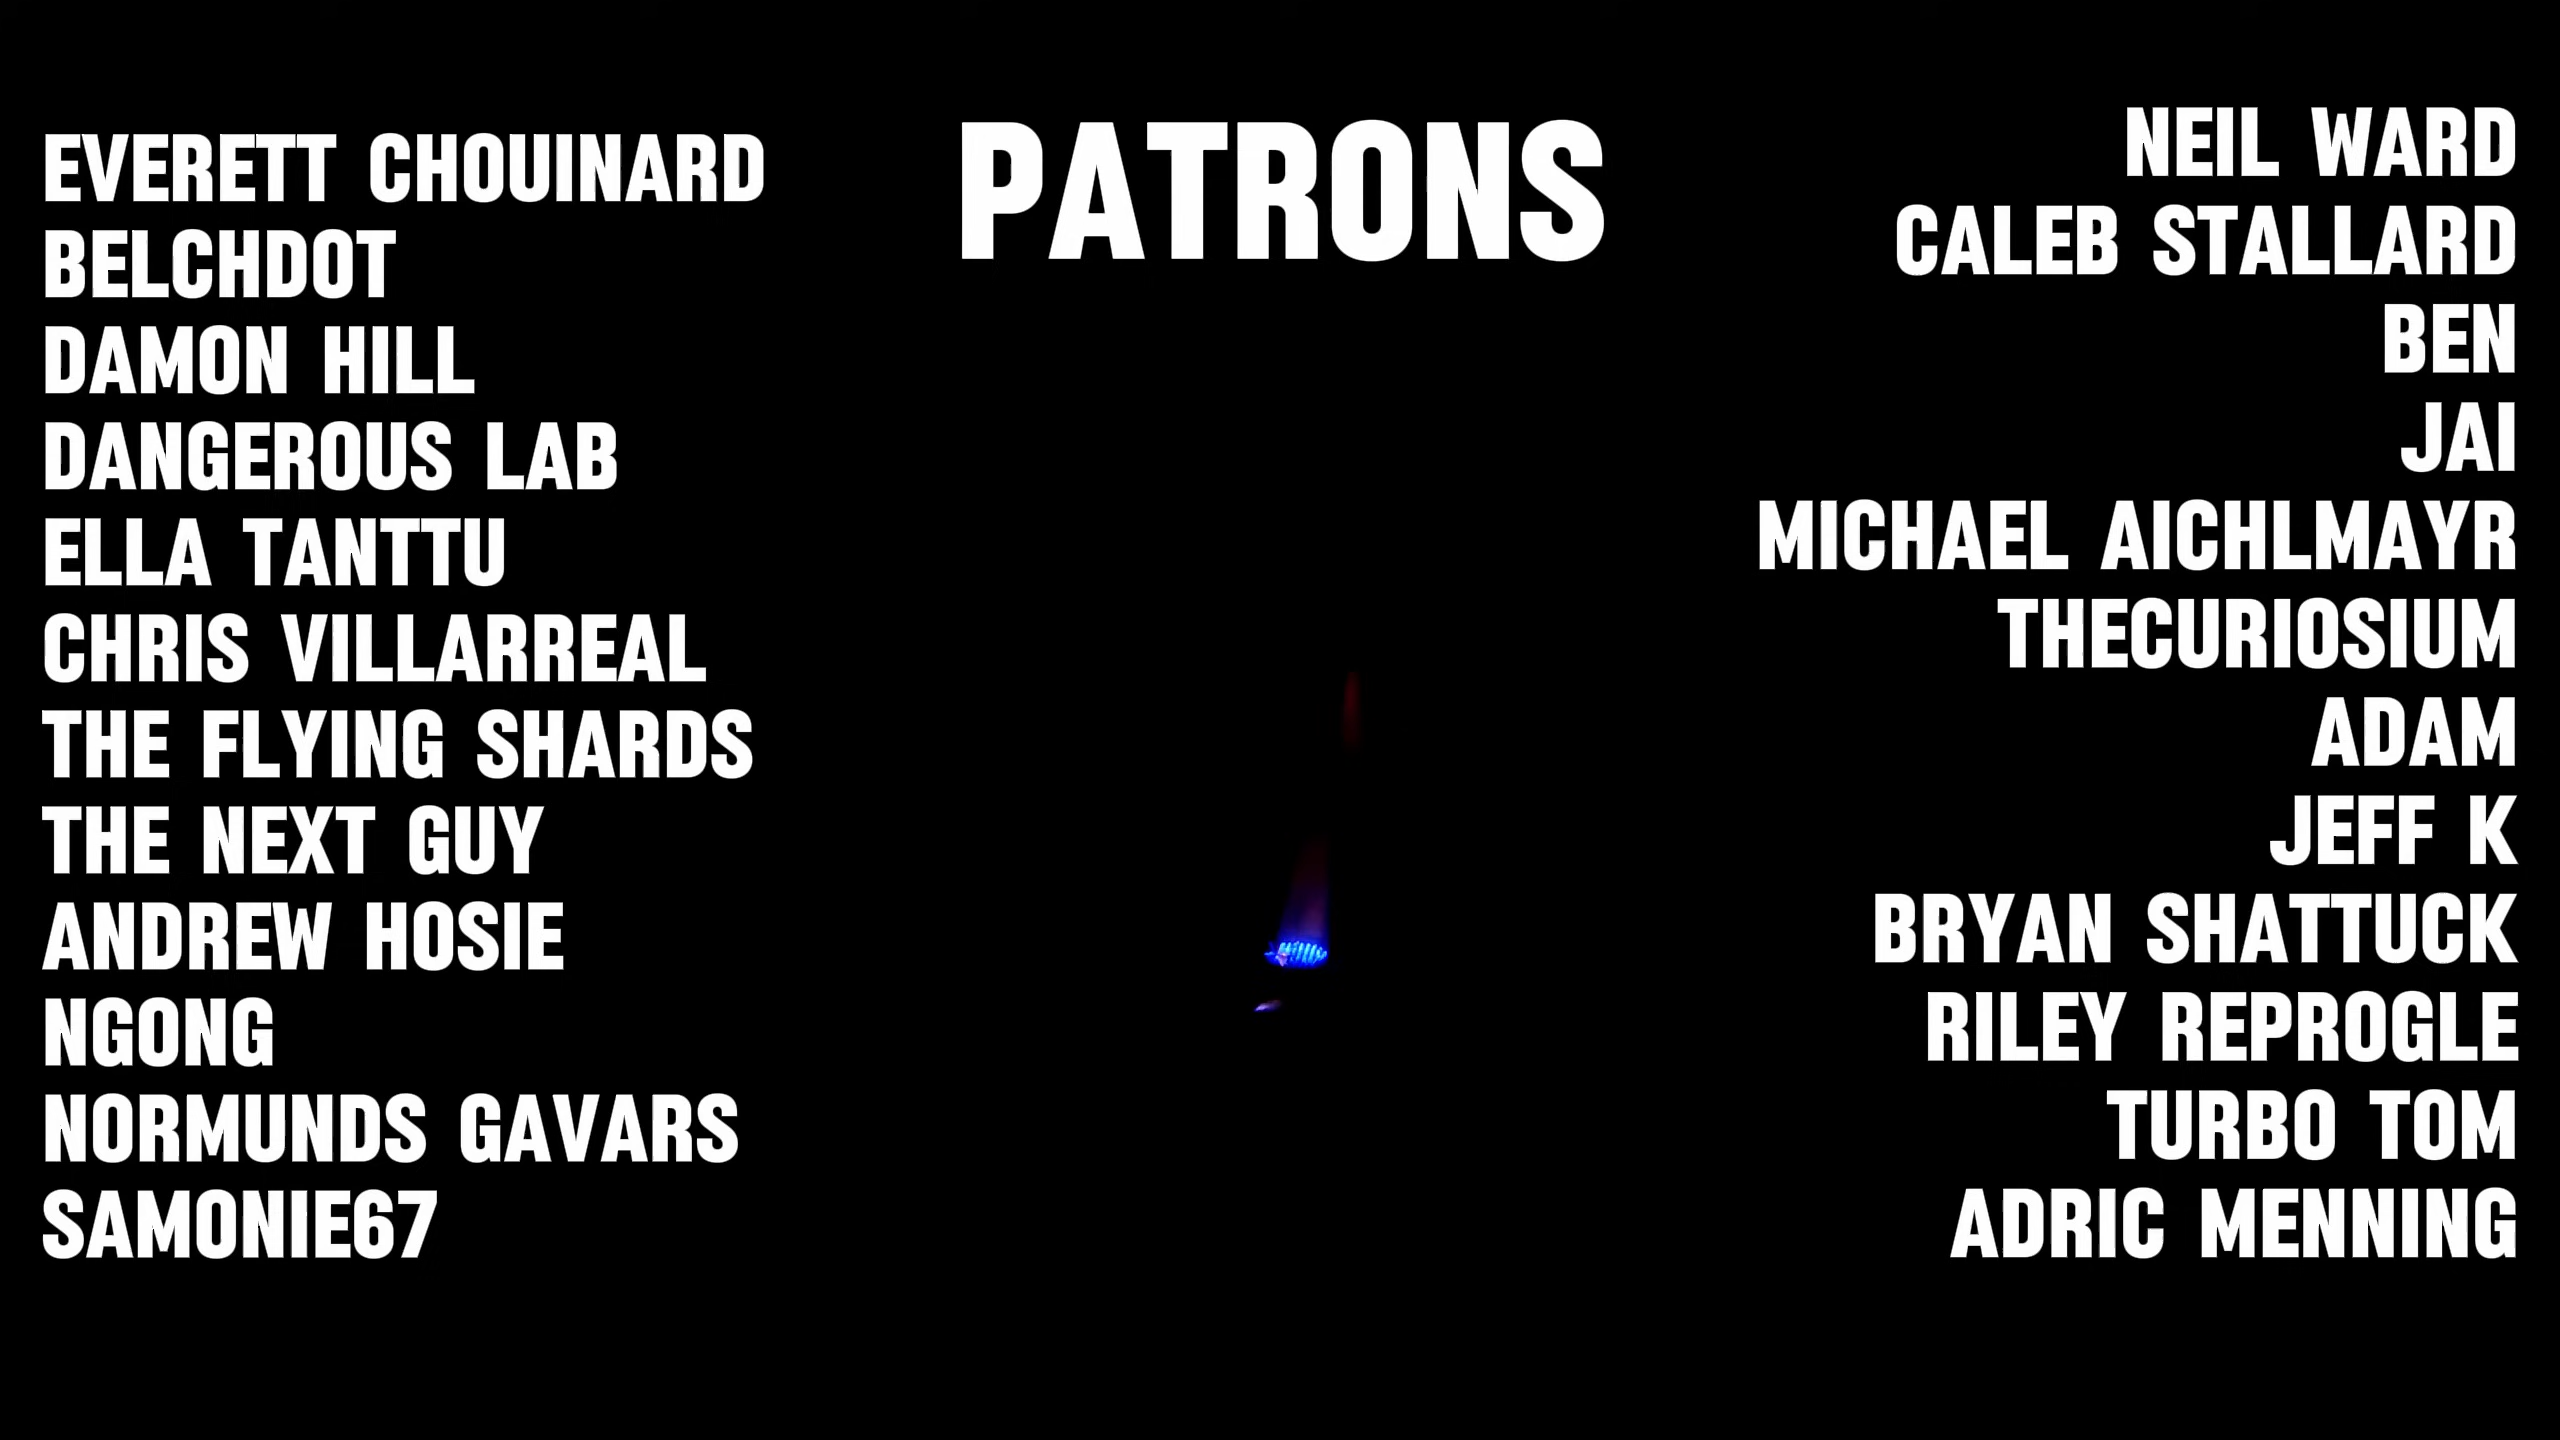 PATRONS
EVERETT CHOUINARD
BELCHDOT
DAMON HILL
DANGEROUS LAB
ELLA TANTTU
CHRIS VILLARREAL
THE FLYING SHARDS
THE NEXT GUY
ANDREW HOSIE
NGONG
NORMUNDS GAVARS
SAMONIE67
NEIL WARD
CALEB STALLARD
BEN
JAI
MICHAEL AICHLMAYR
THECURIOSIUM
ADAM
JEFF K
BRYAN SHATTUCK
RILEY REPROGLE
TURBO TOM
ADRIC MENNING